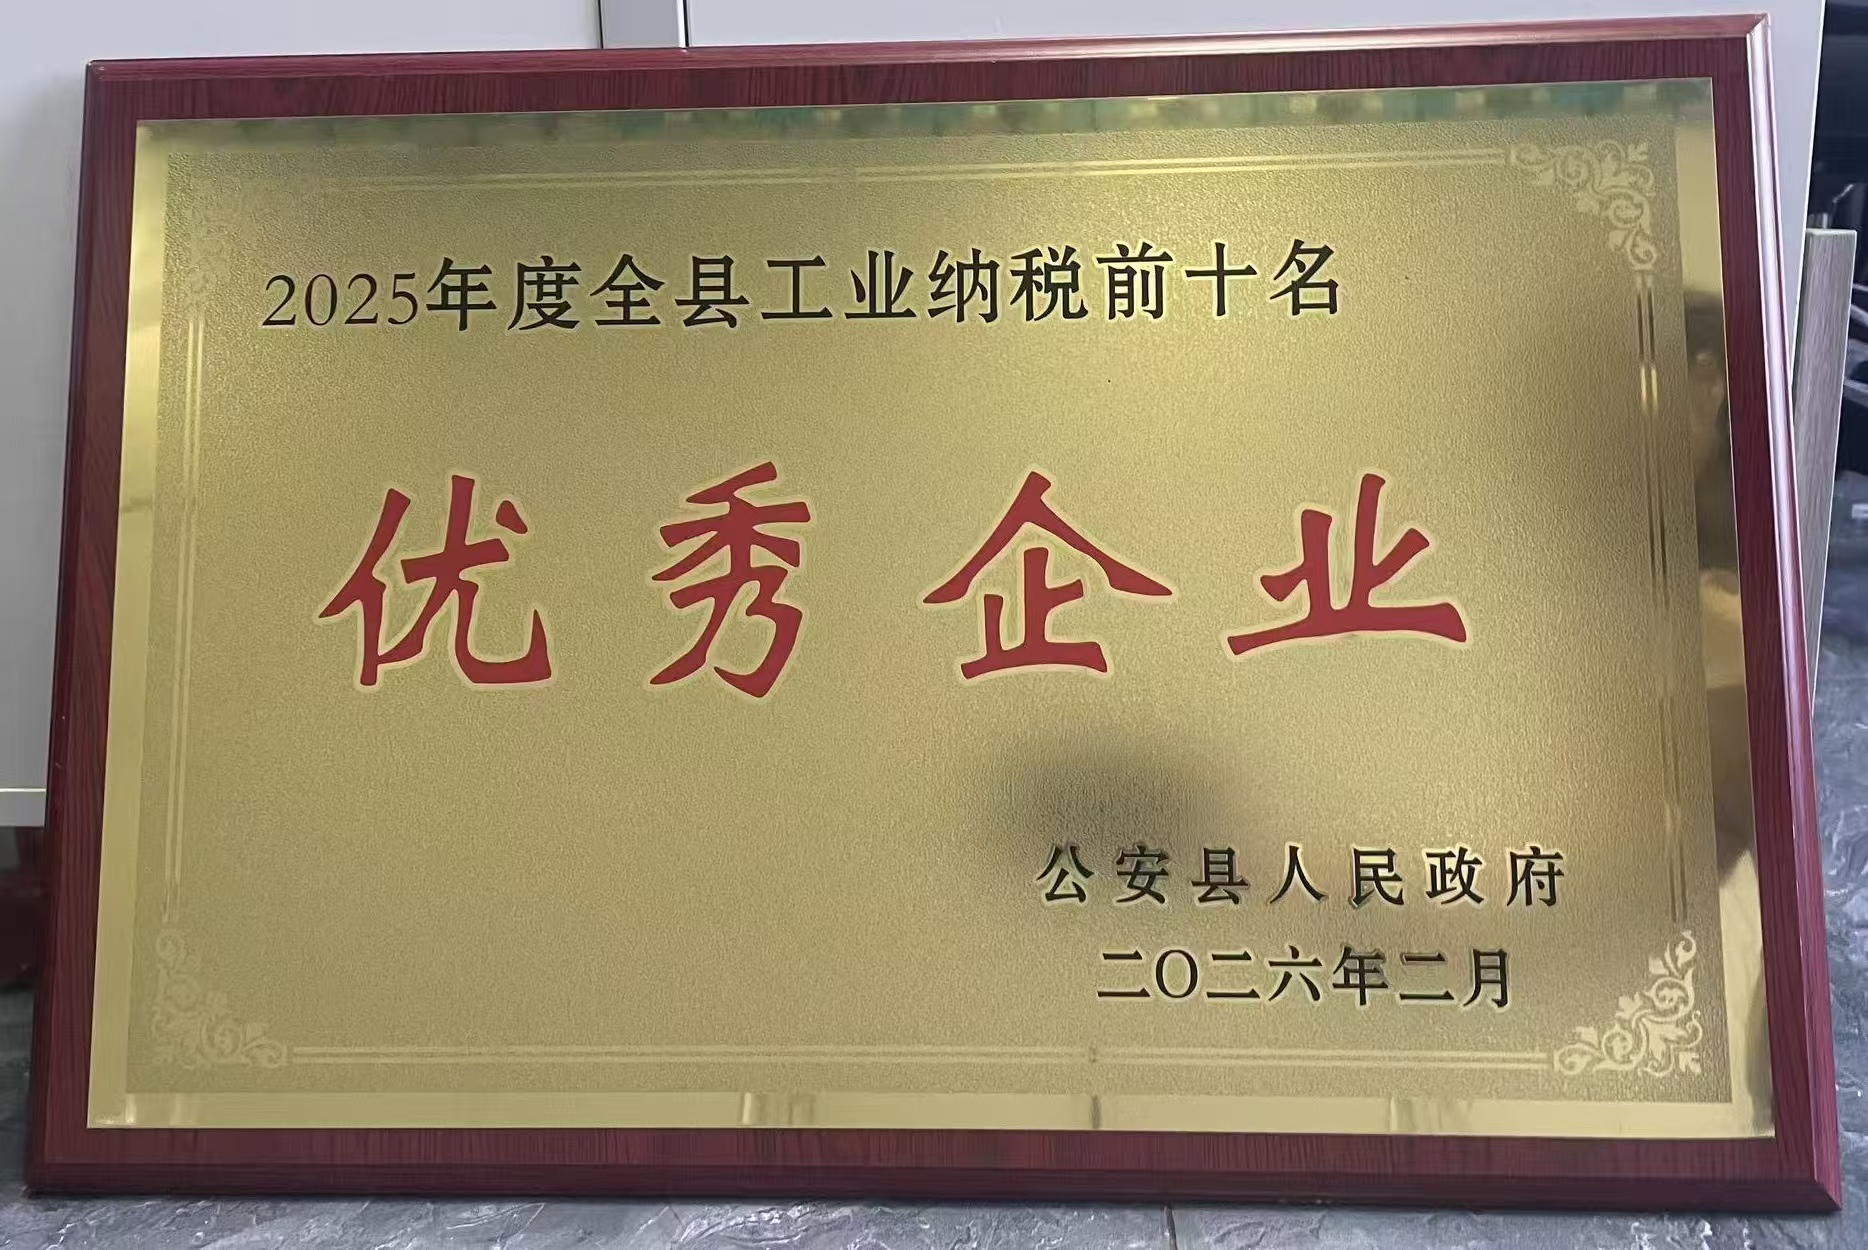 2025年度全县工业纳税前十名
优秀企业
公安县人民政府
二〇二六年二月